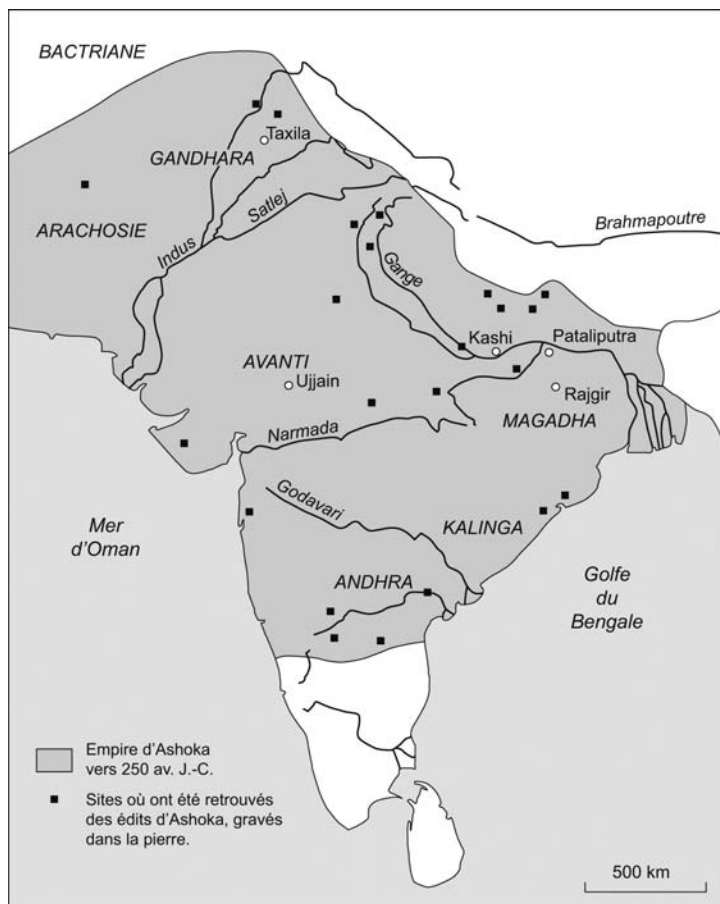 BACTRIANE
Taxila
GANDHARA
Satlej
ARACHOSIE
Indus
Brahmapoutre
Gange
Kashi
Pataliputra
AVANTI
Ujjain
Rajgir
MAGADHA
Narmada
Godavari
KALINGA
Mer
d'Oman
ANDHRA
Golfe
du
Bengale
Empire d'Ashoka
vers 250 av. J.-C.
Sites où ont été retrouvés
des édits d'Ashoka, gravés
dans la pierre.
500 km